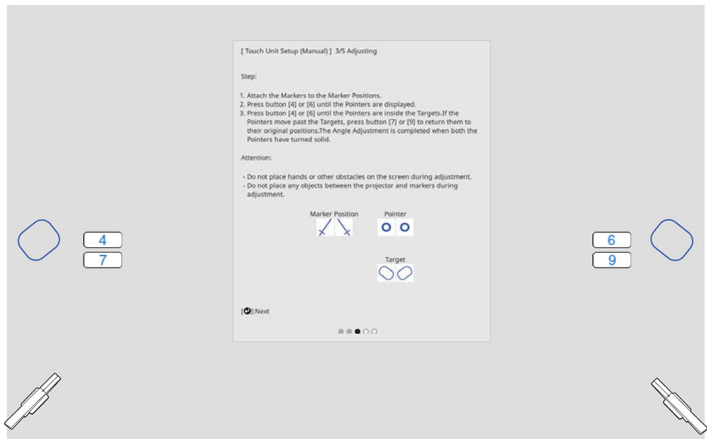 [ Touch Unit Setup (Manual) ]  3/5 Adjusting
Step:
1. Attach the Markers to the Marker Positions.
2. Press button [4] or [6] until the Pointers are displayed.
3. Press button [4] or [6] until the Pointers are inside the Targets.If the
Pointers move past the Targets, press button [7] or [9] to return them to
their original positions.The Angle Adjustment is completed when both the
Pointers have turned solid.
Attention:
- Do not place hands or other obstacles on the screen during adjustment.
- Do not place any objects between the projector and markers during
adjustment.
Marker Position Pointer
4 6
7 9
Target
[ ]:Next